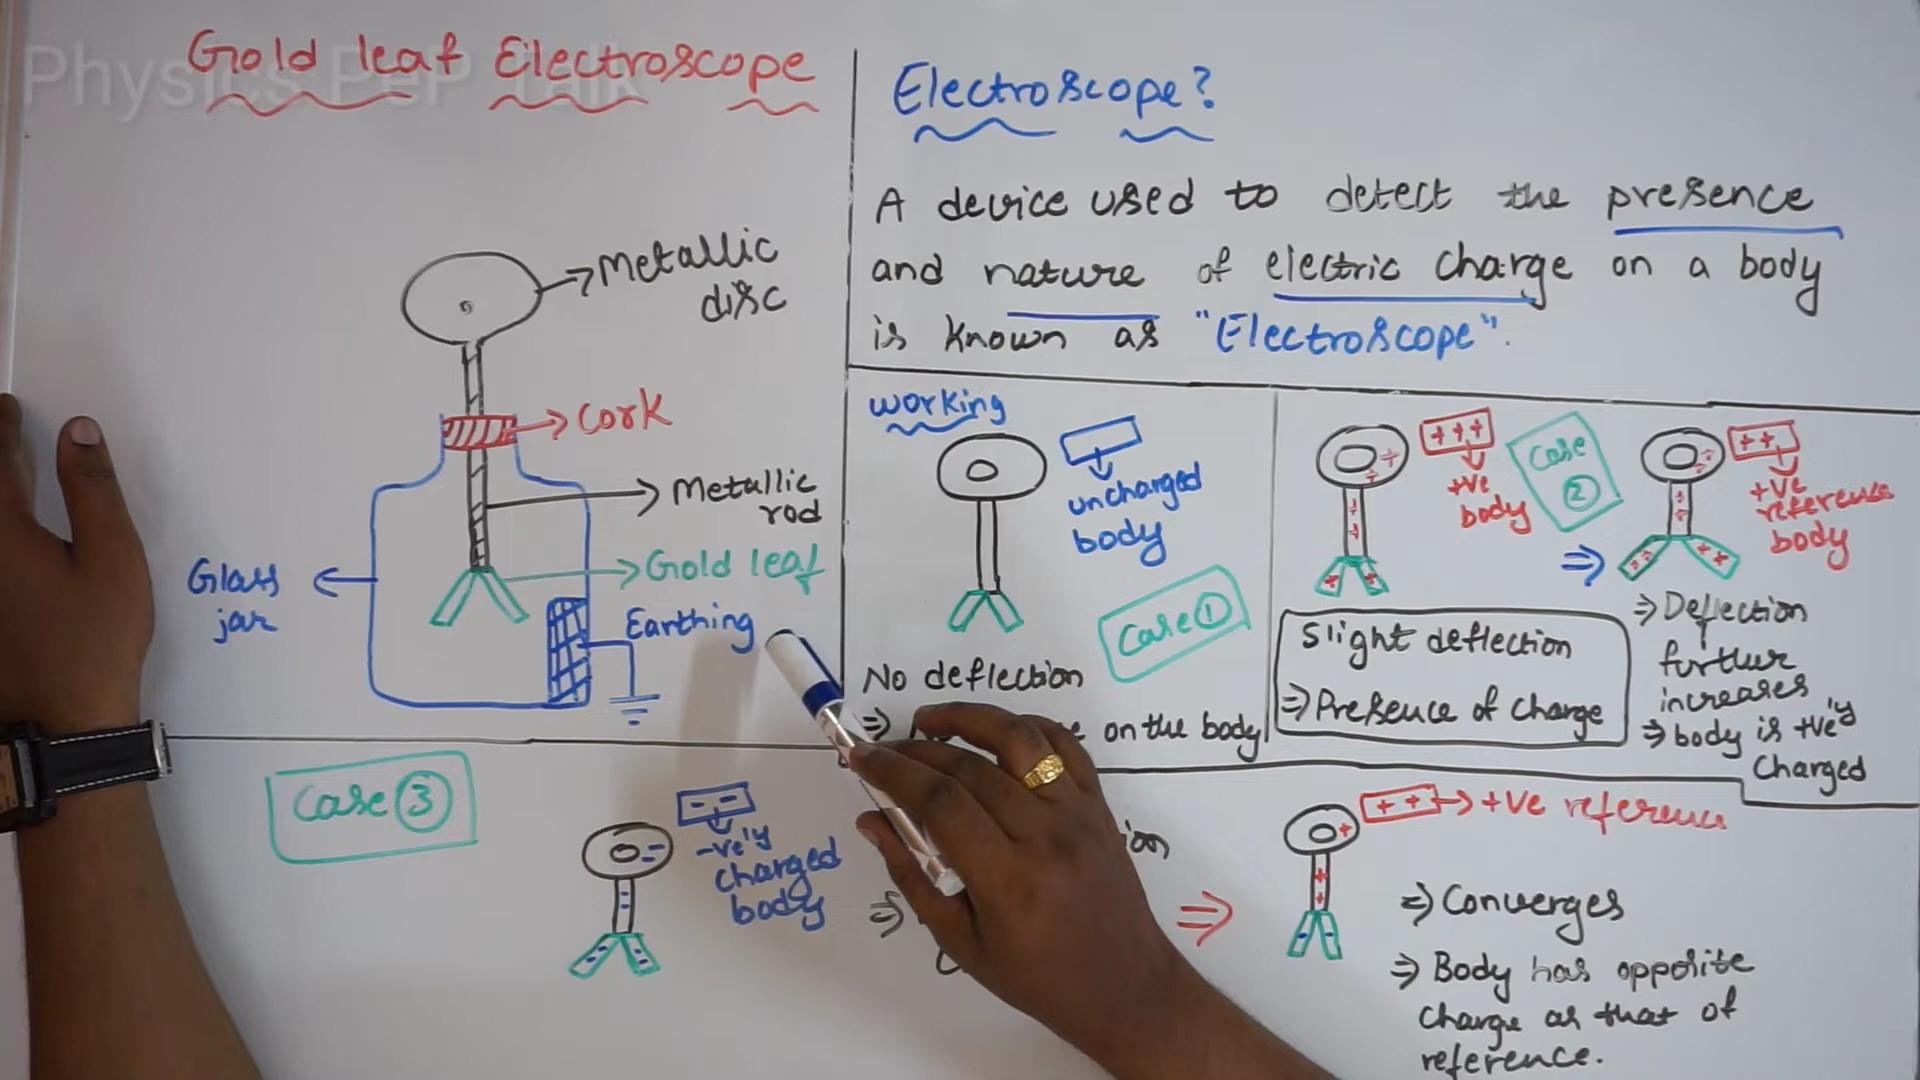 Physics PeP Talk
Gold leaf Electroscope
Metallic
disc
Cork
Metallic
rod
Gold leaf
Glass
jar
Earthing
Electroscope?
A device used to detect the presence
and nature of electric charge on a body
is known as "Electroscope".
working
uncharged
body
Case 1
No deflection
⇒ on the body
+ + +
+ve
body
Case
2
+ +
+ve
reference
body
⇒
Slight deflection
⇒ Presence of charge
⇒ Deflection
further
increases
⇒ body is +ve'ly
Charged
Case 3
- -
-ve'ly
charged
body
⇒
⇒
+ + → +ve reference
⇒ Converges
⇒ Body has opposite
charge as that of
reference.